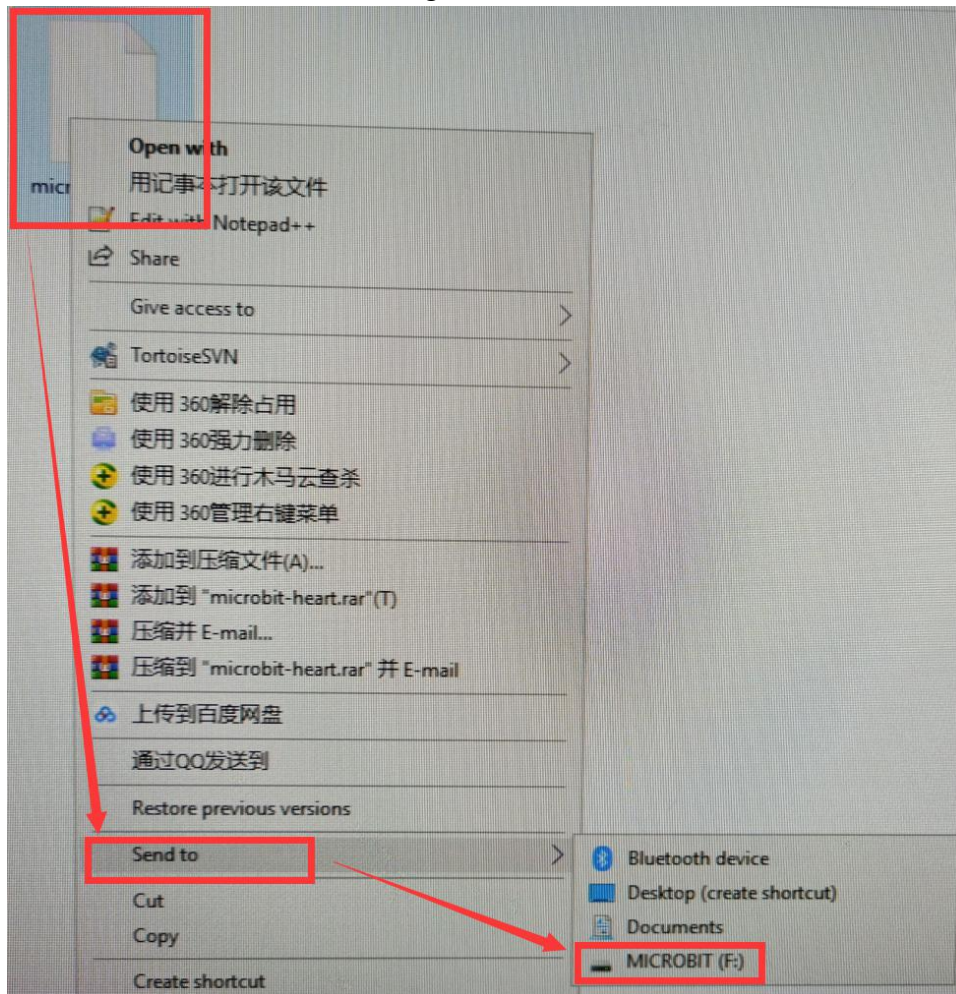 micr
Open with
用记事本打开该文件
Edit with Notepad++
Share
Give access to
TortoiseSVN
使用 360解除占用
使用 360强力删除
使用 360进行木马云查杀
使用 360管理右键菜单
添加到压缩文件(A)...
添加到 "microbit-heart.rar"(T)
压缩并 E-mail...
压缩到 "microbit-heart.rar" 并 E-mail
上传到百度网盘
通过QQ发送到
Restore previous versions
Send to
Bluetooth device
Desktop (create shortcut)
Documents
MICROBIT (F:)
Cut
Copy
Create shortcut